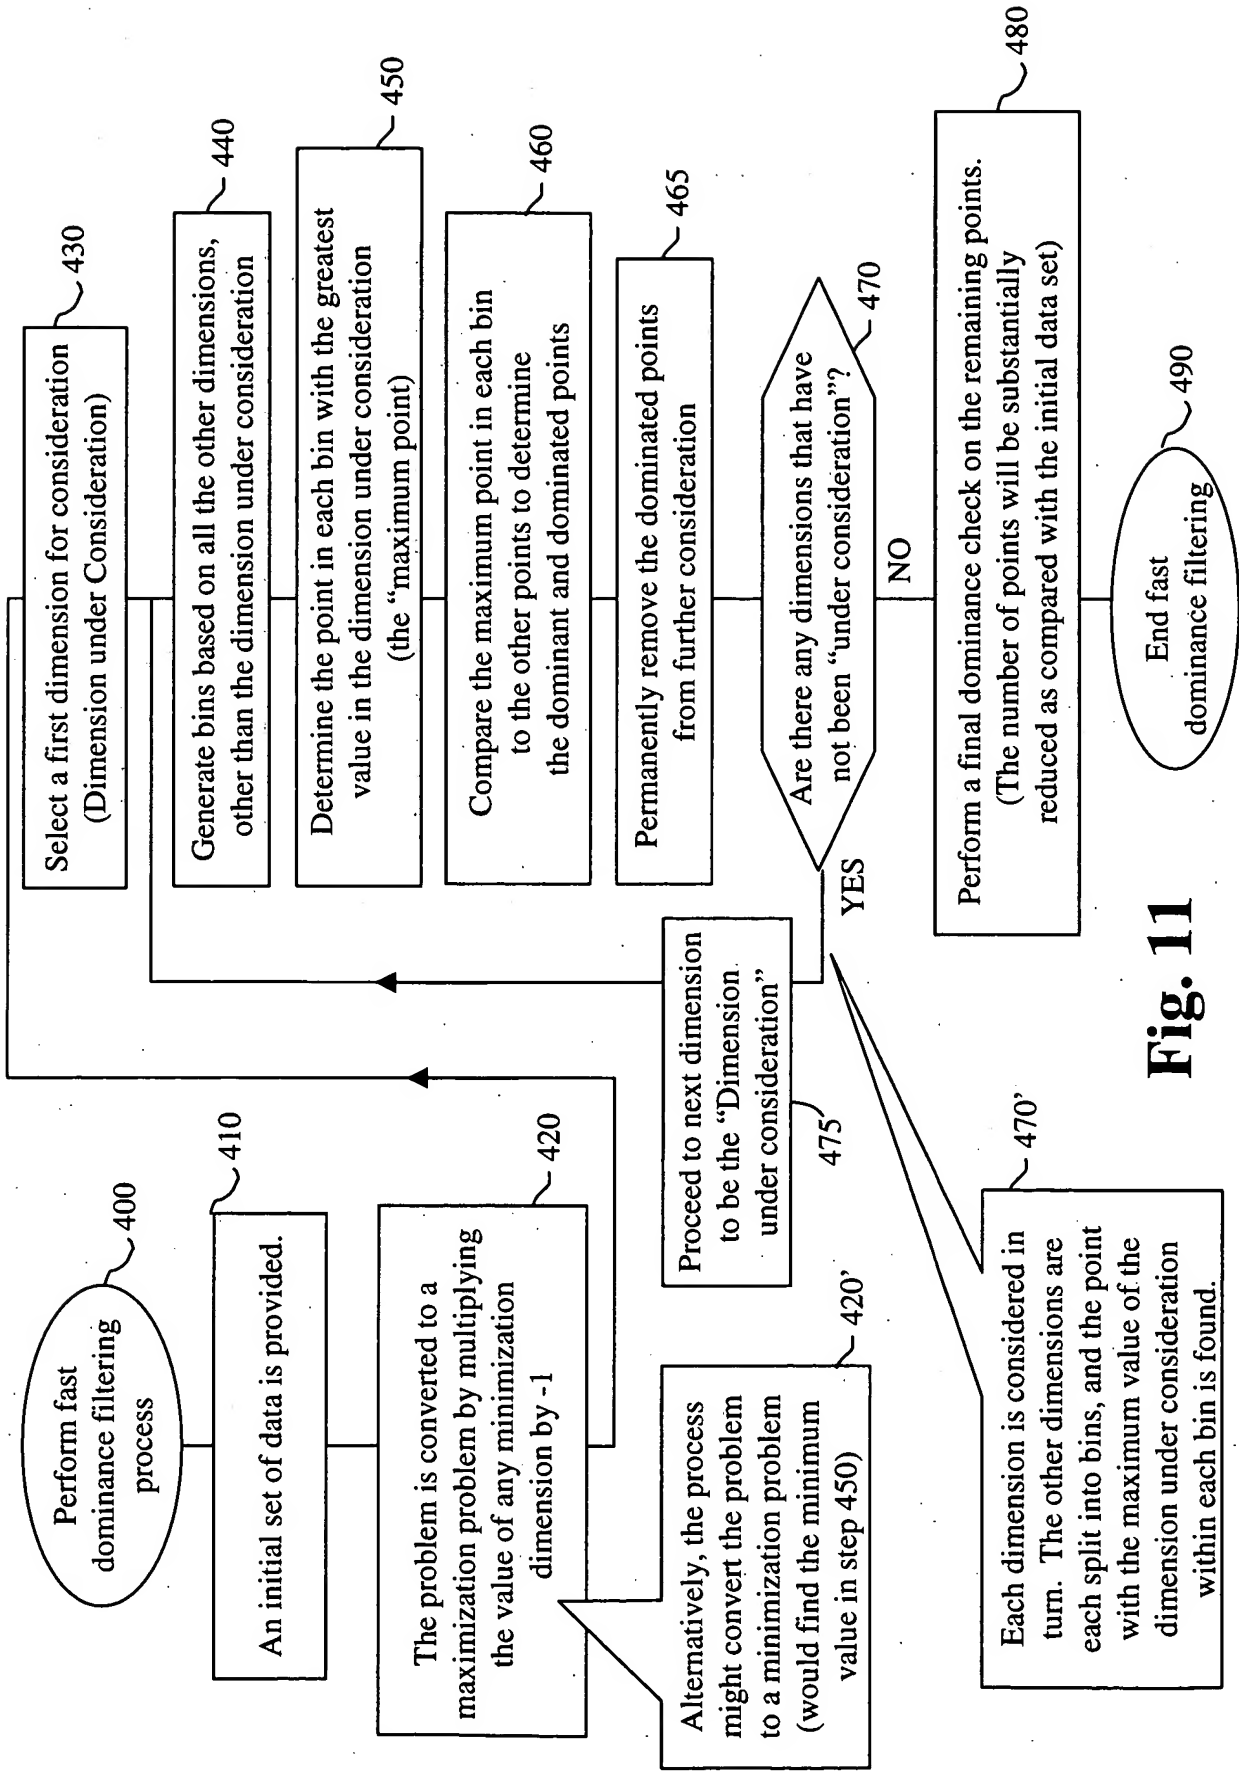 Perform fast
dominance filtering
process
400
An initial set of data is provided.
410
The problem is converted to a
maximization problem by multiplying
the value of any minimization
dimension by -1
420
Alternatively, the process
might convert the problem
to a minimization problem
(would find the minimum
value in step 450)
420'
Select a first dimension for consideration
(Dimension under Consideration)
430
Generate bins based on all the other dimensions,
other than the dimension under consideration
440
Determine the point in each bin with the greatest
value in the dimension under consideration
(the “maximum point)
450
Compare the maximum point in each bin
to the other points to determine
the dominant and dominated points
460
Permanently remove the dominated points
from further consideration
465
Are there any dimensions that have
not been “under consideration”?
470
YES
NO
Proceed to next dimension
to be the “Dimension
under consideration”
475
Each dimension is considered in
turn. The other dimensions are
each split into bins, and the point
with the maximum value of the
dimension under consideration
within each bin is found.
470'
Perform a final dominance check on the remaining points.
(The number of points will be substantially
reduced as compared with the initial data set)
480
End fast
dominance filtering
490
Fig. 11